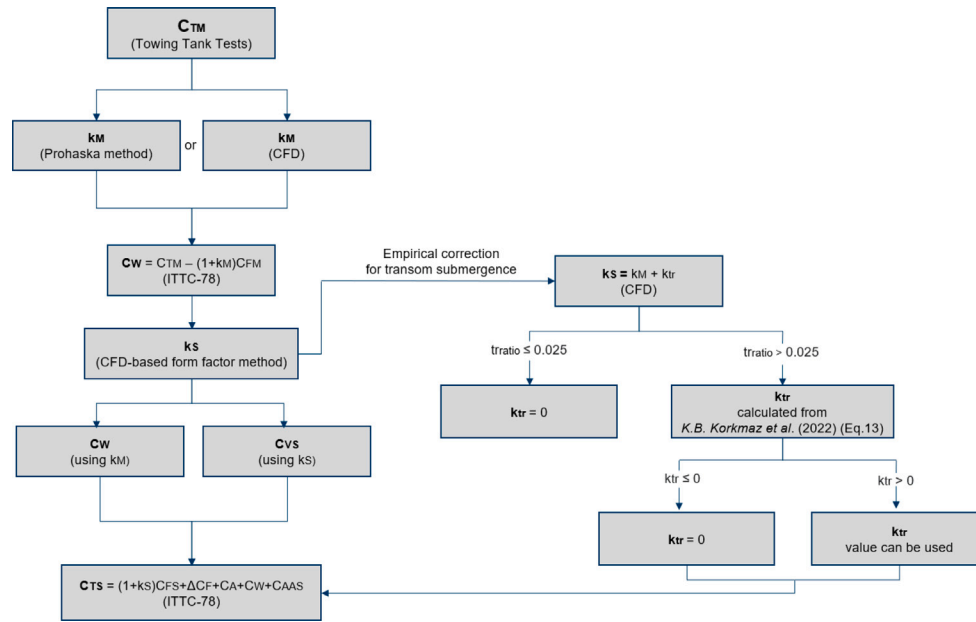 CTM
(Towing Tank Tests)
kM
(Prohaska method)
or
kM
(CFD)
CW = CTM – (1+kM)CFM
(ITTC-78)
Empirical correction
for transom submergence
kS = kM + ktr
(CFD)
kS
(CFD-based form factor method)
trratio ≤ 0.025
trratio > 0.025
ktr = 0
ktr
calculated from
K.B. Korkmaz et al. (2022) (Eq.13)
CW
(using kM)
CVS
(using kS)
ktr ≤ 0
ktr > 0
ktr = 0
ktr
value can be used
CTS = (1+kS)CFS+ΔCF+CA+CW+CAAS
(ITTC-78)